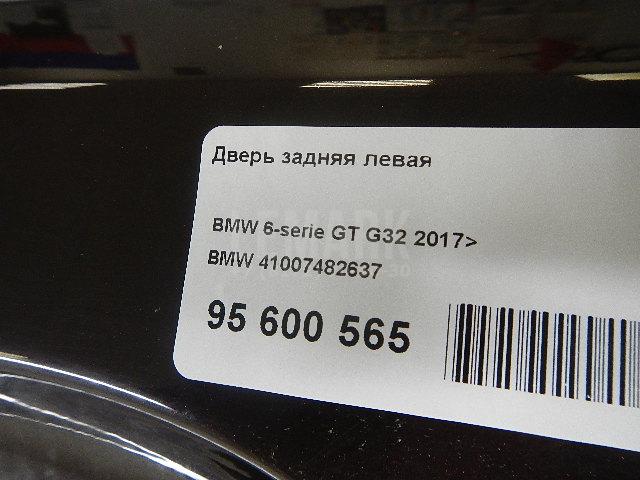 Дверь задняя левая
BMW 6-serie GT G32 2017>
BMW 41007482637
95 600 565